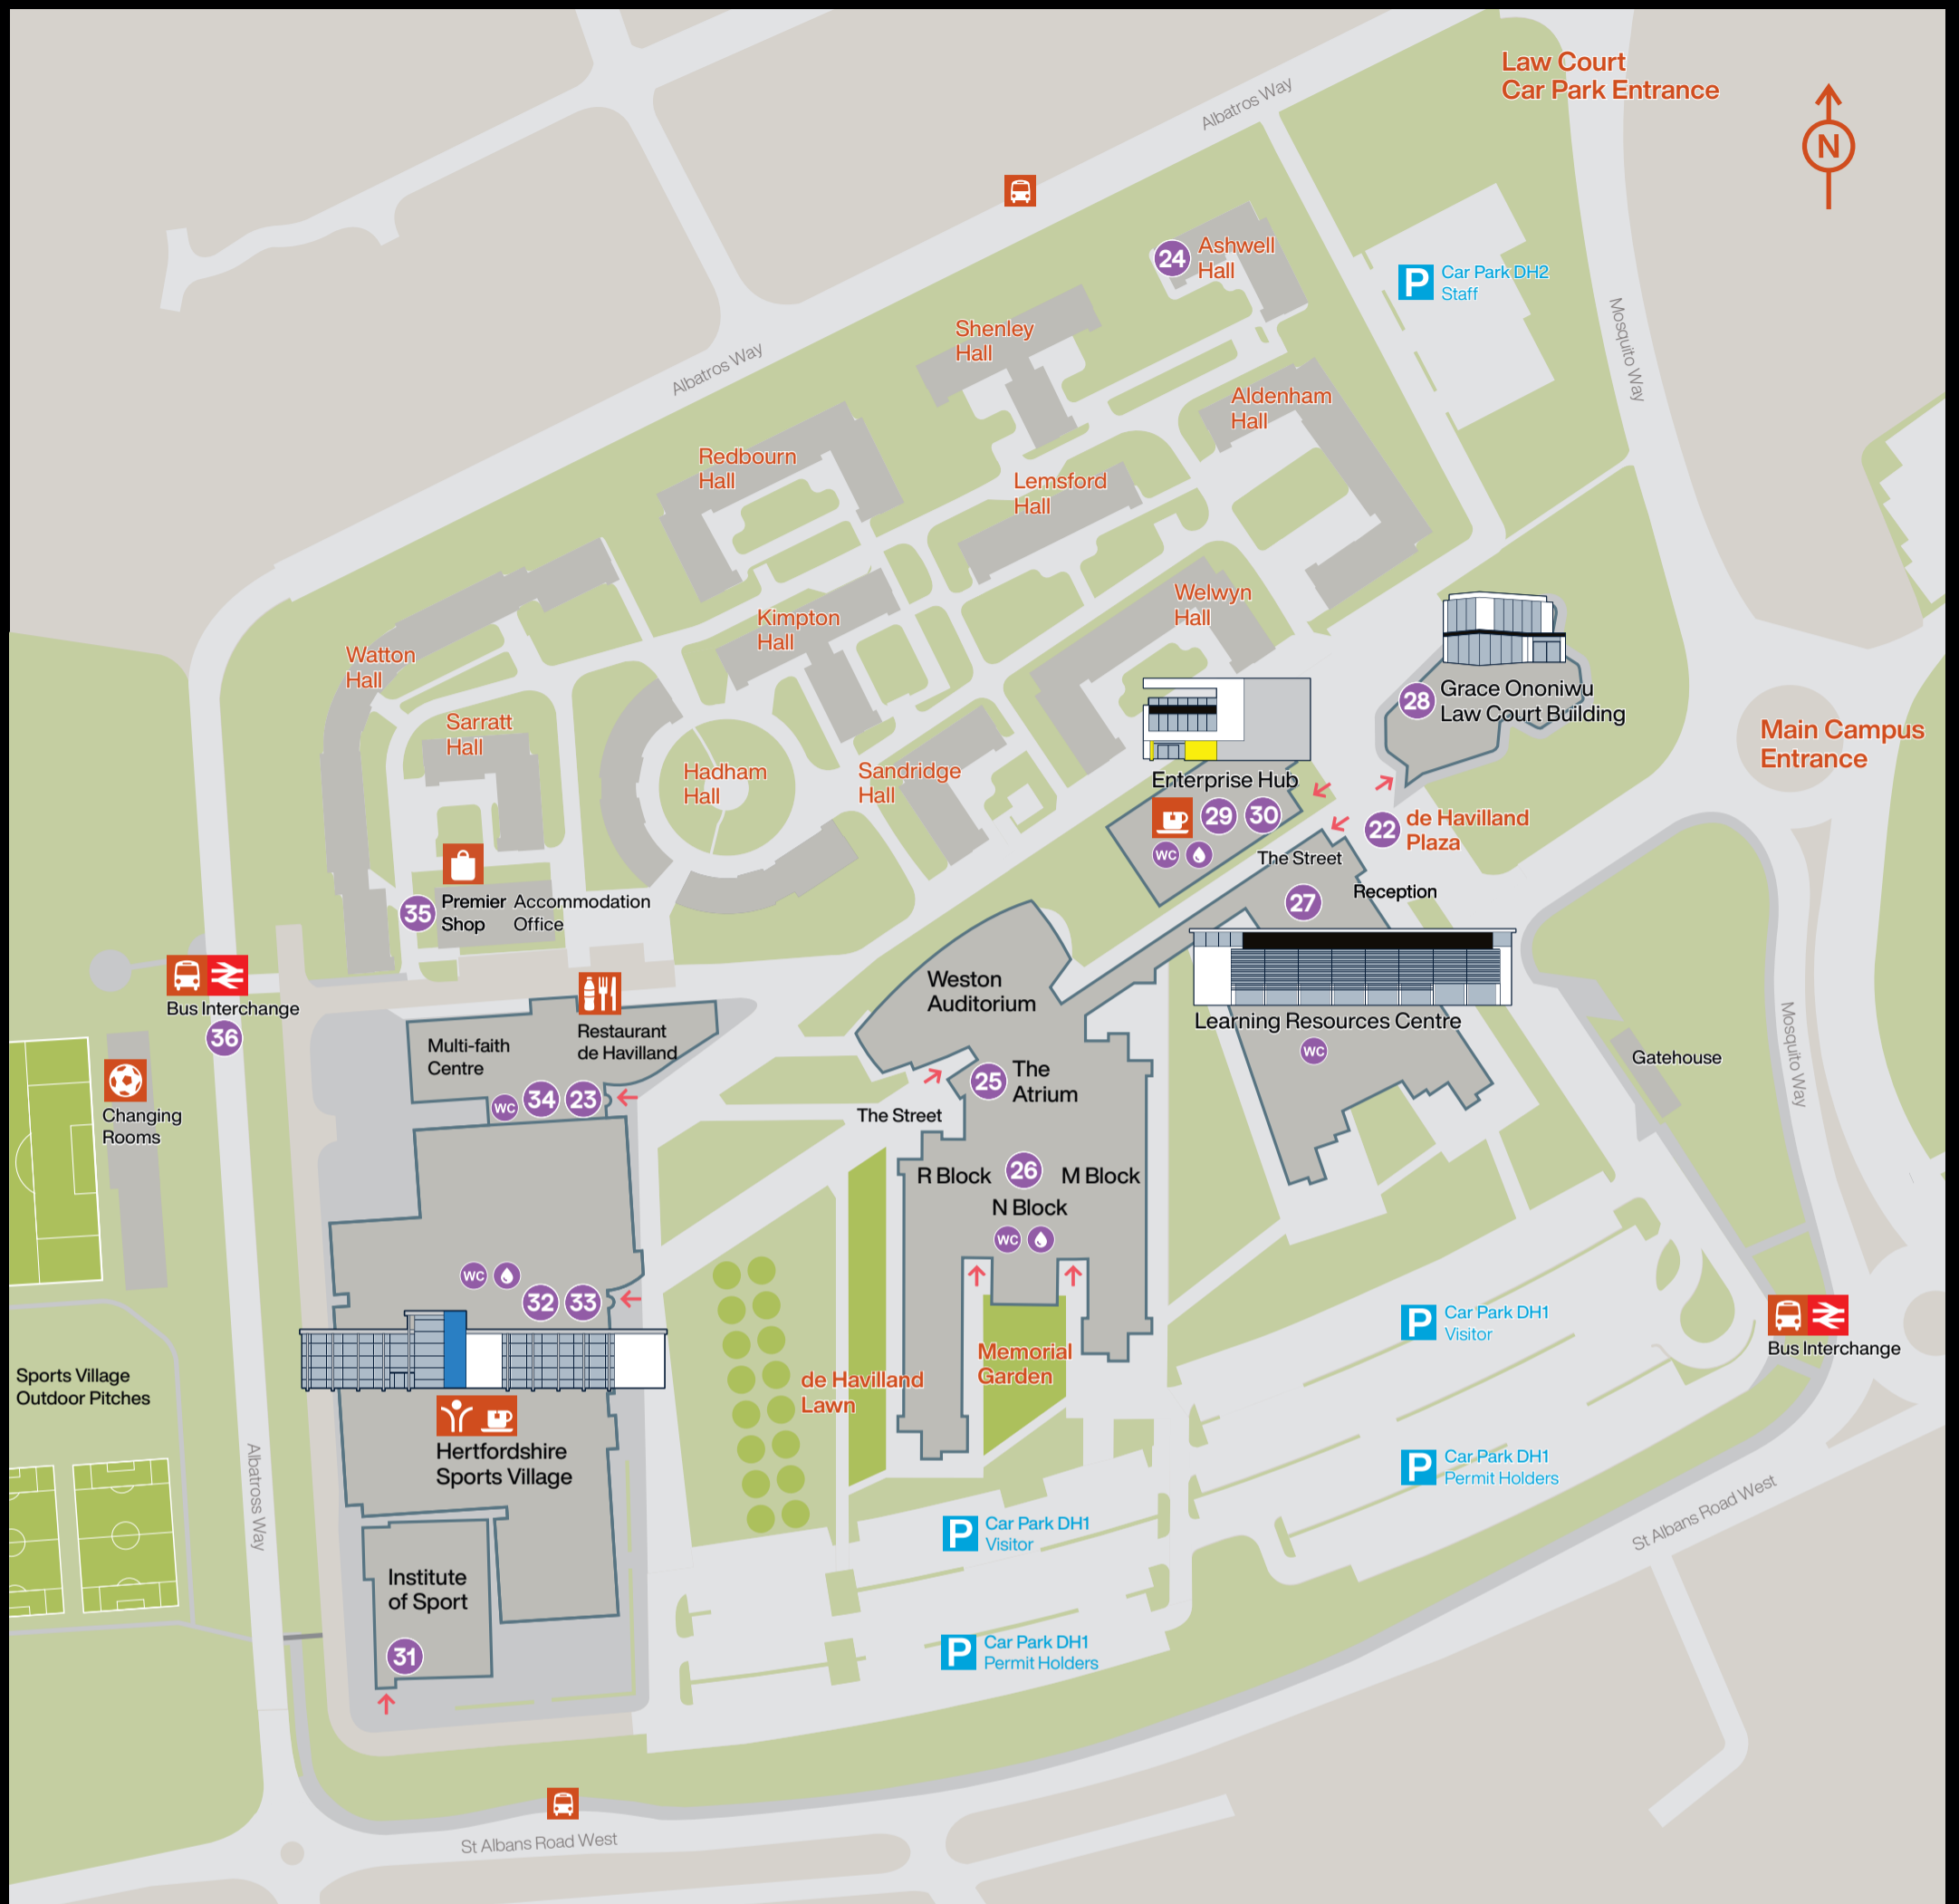 Law Court
Car Park Entrance
N
Albatros Way
24
Ashwell
Hall
P
Car Park DH2
Staff
Mosquito Way
Shenley
Hall
Albatros Way
Aldenham
Hall
Redbourn
Hall
Lemsford
Hall
Welwyn
Hall
Kimpton
Hall
Watton
Hall
28
Grace Ononiwu
Law Court Building
Sarratt
Hall
Main Campus
Entrance
Hadham
Hall
Sandridge
Hall
Enterprise Hub
29
30
WC
22
de Havilland
Plaza
The Street
Reception
27
35
Premier
Shop
Accommodation
Office
Weston
Auditorium
Bus Interchange
36
Restaurant
de Havilland
Multi-faith
Centre
Learning Resources Centre
WC
Gatehouse
Mosquito Way
WC
34
23
25
The
Atrium
The Street
Changing
Rooms
R Block
26
M Block
N Block
WC
WC
32
33
P
Car Park DH1
Visitor
Bus Interchange
Memorial
Garden
de Havilland
Lawn
Sports Village
Outdoor Pitches
Hertfordshire
Sports Village
Albatross Way
P
Car Park DH1
Permit Holders
St Albans Road West
P
Car Park DH1
Visitor
Institute
of Sport
31
P
Car Park DH1
Permit Holders
St Albans Road West